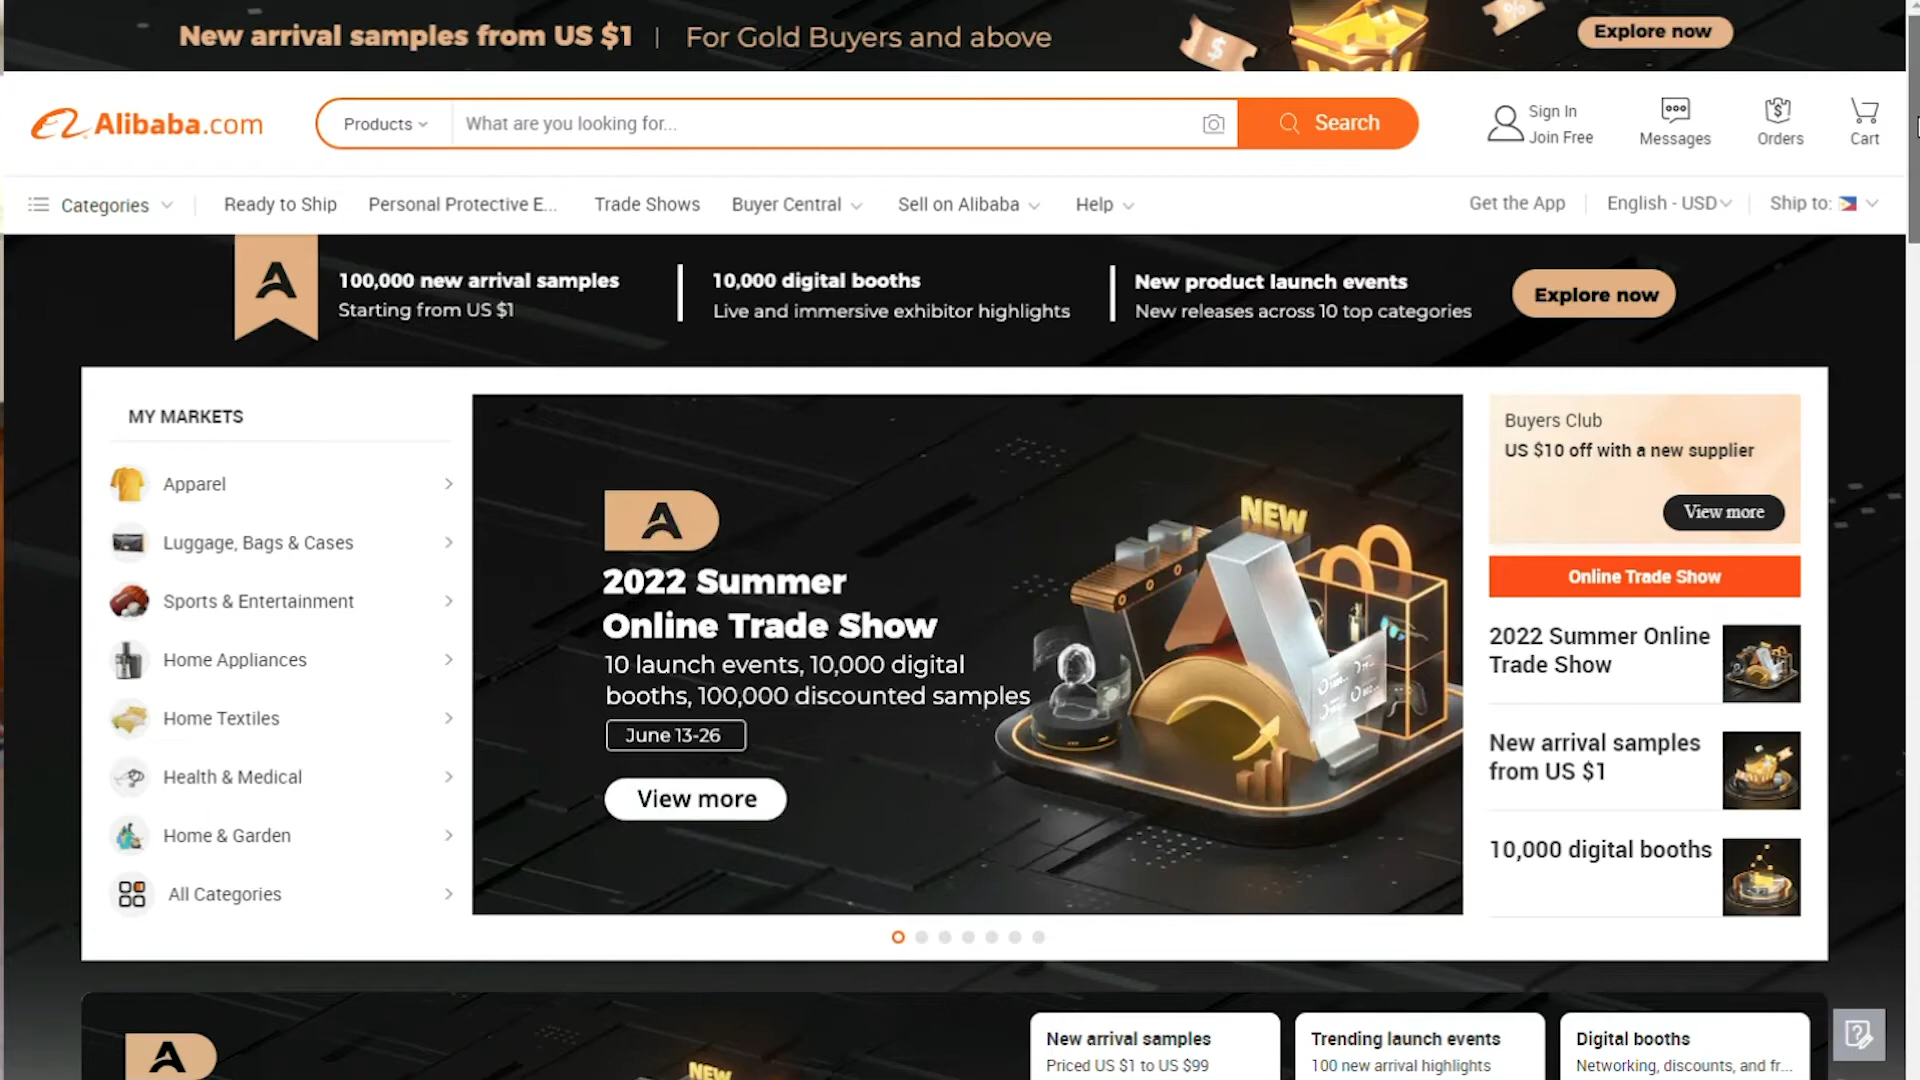 New arrival samples from US $1 | For Gold Buyers and above
Explore now
Alibaba.com
Products
What are you looking for...
Search
Sign In
Join Free
Messages
Orders
Cart
Categories
Ready to Ship
Personal Protective E...
Trade Shows
Buyer Central
Sell on Alibaba
Help
Get the App
English - USD
Ship to:
100,000 new arrival samples
Starting from US $1
10,000 digital booths
Live and immersive exhibitor highlights
New product launch events
New releases across 10 top categories
Explore now
MY MARKETS
Apparel
Luggage, Bags & Cases
Sports & Entertainment
Home Appliances
Home Textiles
Health & Medical
Home & Garden
All Categories
2022 Summer
Online Trade Show
10 launch events, 10,000 digital
booths, 100,000 discounted samples
June 13-26
View more
NEW
Buyers Club
US $10 off with a new supplier
View more
Online Trade Show
2022 Summer Online
Trade Show
New arrival samples
from US $1
10,000 digital booths
NEW
New arrival samples
Priced US $1 to US $99
Trending launch events
100 new arrival highlights
Digital booths
Networking, discounts, and fr...